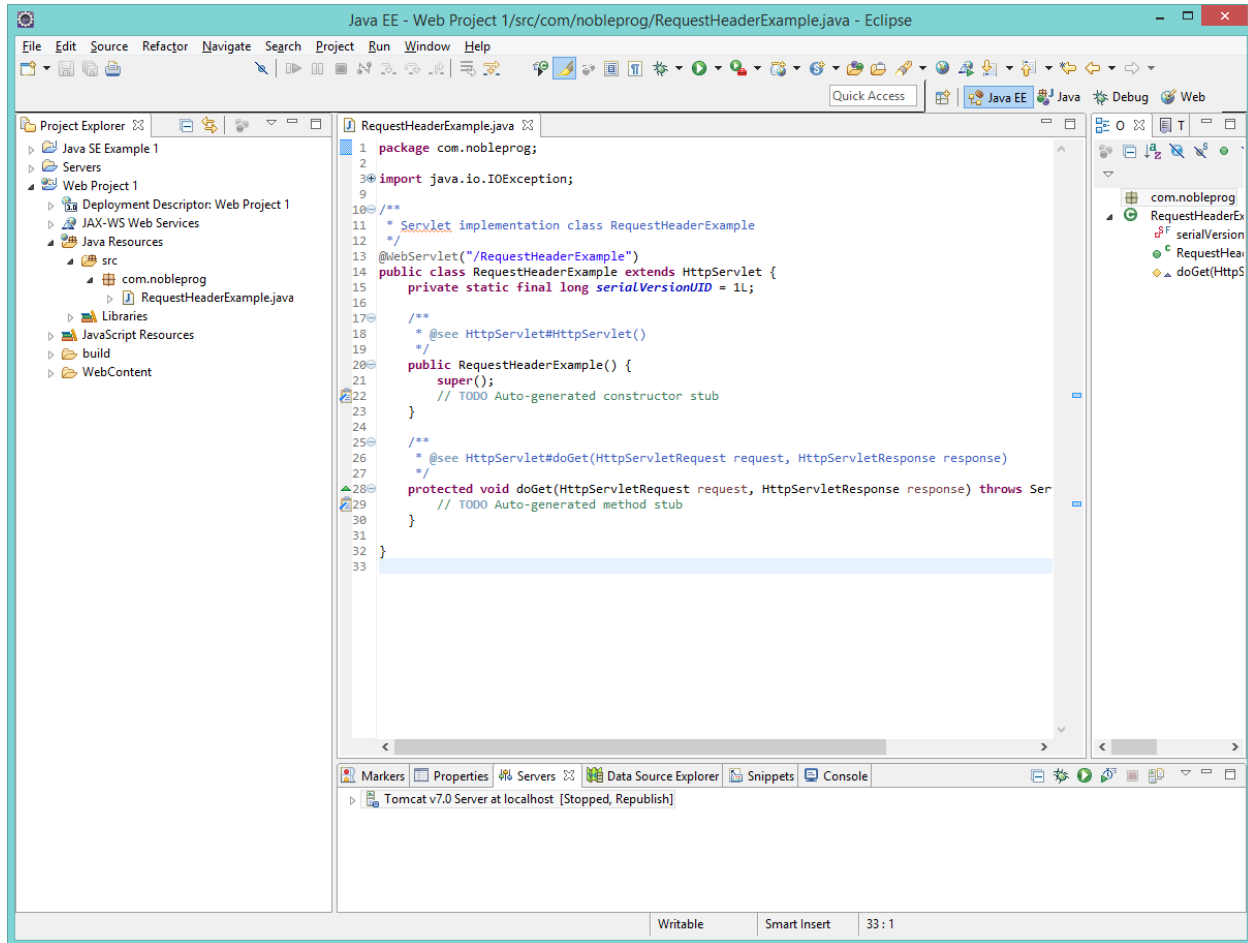 Java EE - Web Project 1/src/com/nobleprog/RequestHeaderExample.java - Eclipse
File Edit Source Refactor Navigate Search Project Run Window Help
Quick Access
Java EE
Java
Debug
Web
Project Explorer
Java SE Example 1
Servers
Web Project 1
Deployment Descriptor: Web Project 1
JAX-WS Web Services
Java Resources
src
com.nobleprog
RequestHeaderExample.java
Libraries
JavaScript Resources
build
WebContent
RequestHeaderExample.java
1 package com.nobleprog;
2
3 import java.io.IOException;
9
10 /**
11  * Servlet implementation class RequestHeaderExample
12  */
13 @WebServlet("/RequestHeaderExample")
14 public class RequestHeaderExample extends HttpServlet {
15     private static final long serialVersionUID = 1L;
16
17     /**
18      * @see HttpServlet#HttpServlet()
19      */
20     public RequestHeaderExample() {
21         super();
22         // TODO Auto-generated constructor stub
23     }
24
25     /**
26      * @see HttpServlet#doGet(HttpServletRequest request, HttpServletResponse response)
27      */
28     protected void doGet(HttpServletRequest request, HttpServletResponse response) throws Ser
29         // TODO Auto-generated method stub
30     }
31
32 }
33
O
T
com.nobleprog
RequestHeaderEx
serialVersion
RequestHea
doGet(HttpS
Markers
Properties
Servers
Data Source Explorer
Snippets
Console
Tomcat v7.0 Server at localhost [Stopped, Republish]
Writable
Smart Insert
33 : 1